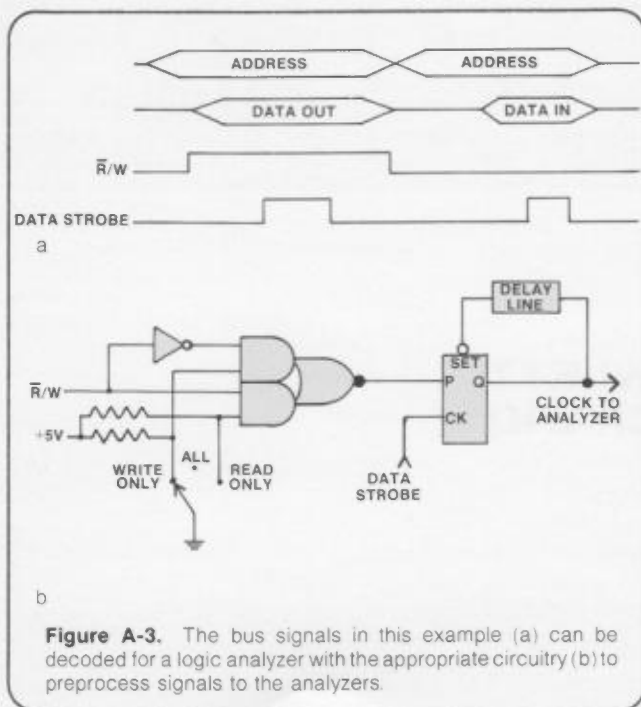 ADDRESS ADDRESS
DATA OUT DATA IN
R̅/W
DATA STROBE
a
DELAY
LINE
SET
P Q
R̅/W
CLOCK TO
ANALYZER
CK
+5V
ALL
WRITE READ
ONLY ONLY
DATA
STROBE
b
Figure A-3. The bus signals in this example (a) can be
decoded for a logic analyzer with the appropriate circuitry (b) to
preprocess signals to the analyzers.